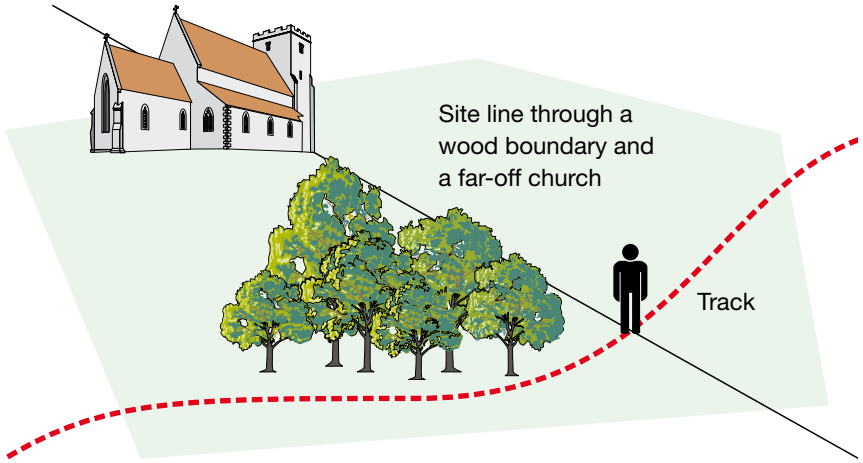 Site line through a
wood boundary and
a far-off church
Track